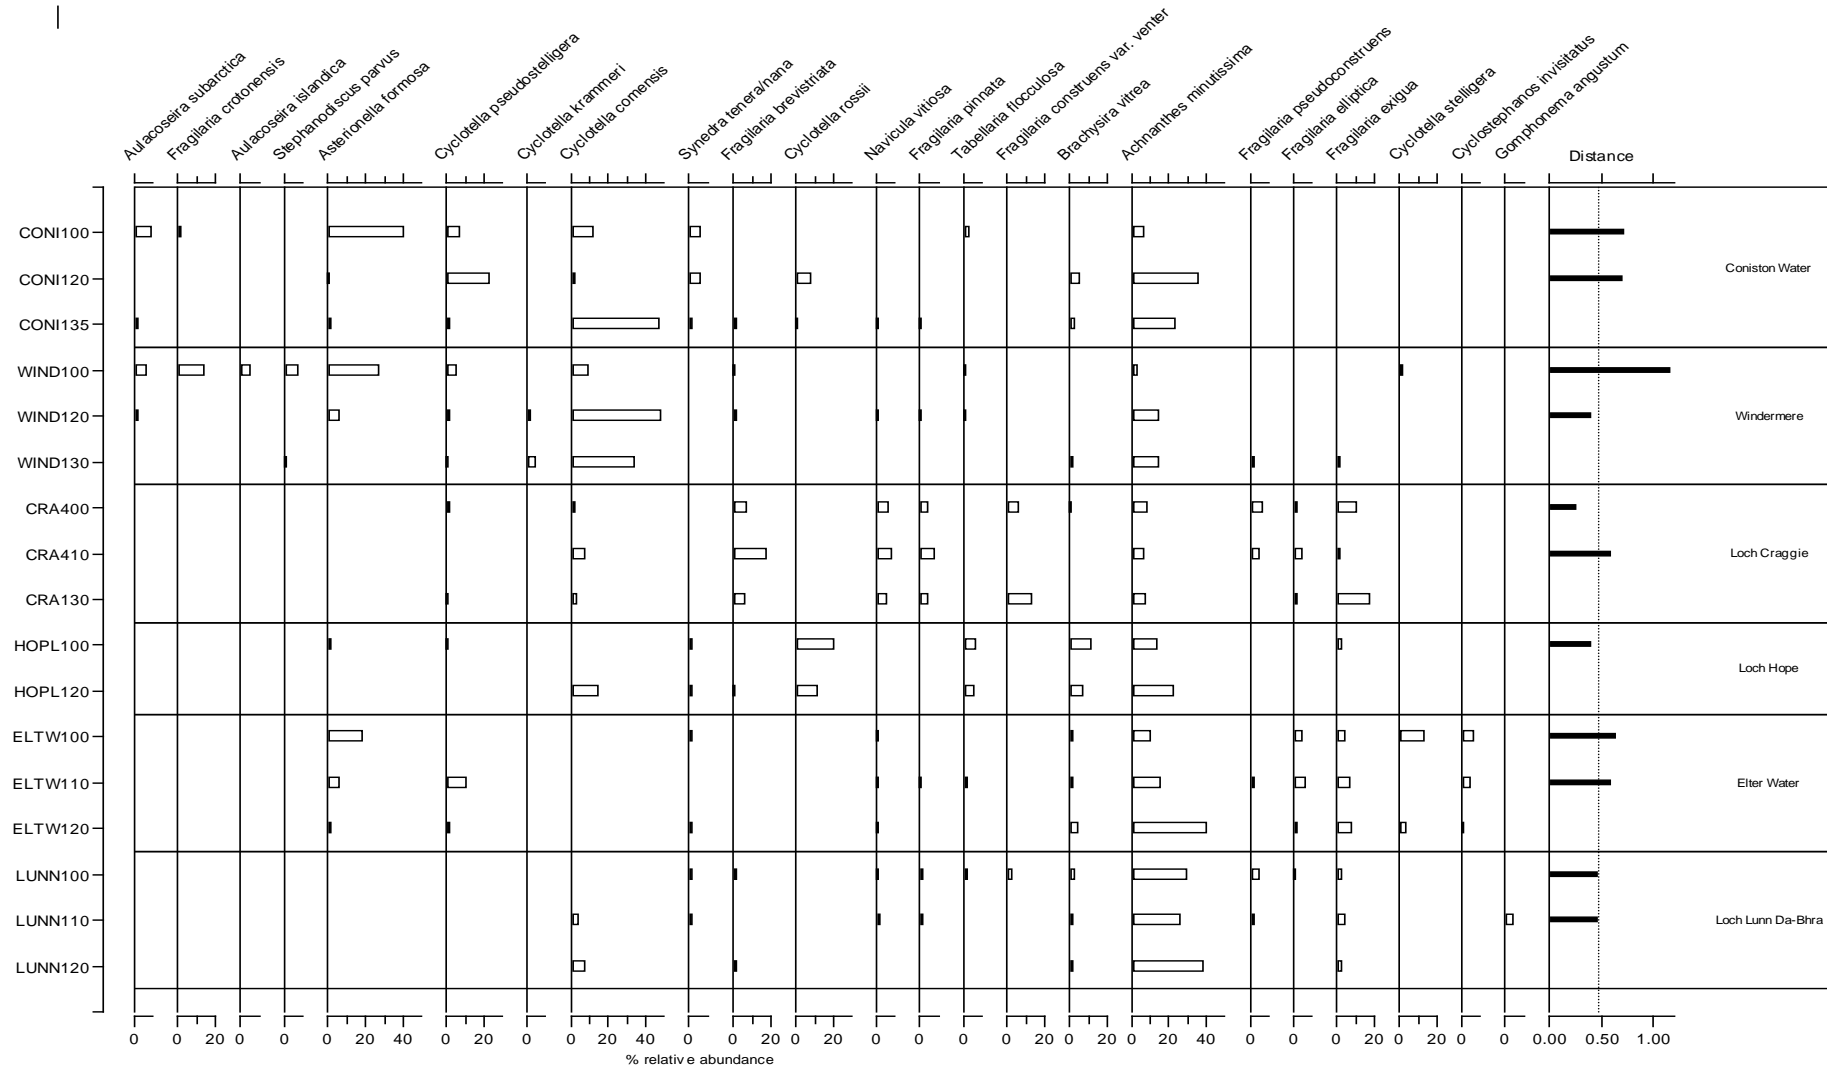 Aulacoseira subarctica
Fragilaria crotonensis
Aulacoseira islandica
Stephanodiscus parvus
Asterionella formosa
Cyclotella pseudostelligera
Cyclotella krammeri
Cyclotella comensis
Synedra tenera/nana
Fragilaria brevistriata
Cyclotella rossii
Navicula vitiosa
Fragilaria pinnata
Tabellaria flocculosa
Fragilaria construens var. venter
Brachysira vitrea
Achnanthes minutissima
Fragilaria pseudoconstruens
Fragilaria elliptica
Fragilaria exigua
Cyclotella stelligera
Cyclostephanos invisitatus
Gomphonema angustum
Distance
CONI100
CONI120
Coniston Water
CONI135
WIND100
WIND120
Windermere
WIND130
CRA400
CRA410
Loch Craggie
CRA130
HOPL100
Loch Hope
HOPL120
ELTW100
ELTW110
Elter Water
ELTW120
LUNN100
LUNN110
Loch Lunn Da-Bhra
LUNN120
0 0 20 0 0 0 20 40 0 20 0 0 20 40 0 0 20 0 20 0 0 0 0 20 0 20 0 20 40 0 0 0 20 0 20 0 0 0.00 0.50 1.00
% relative abundance